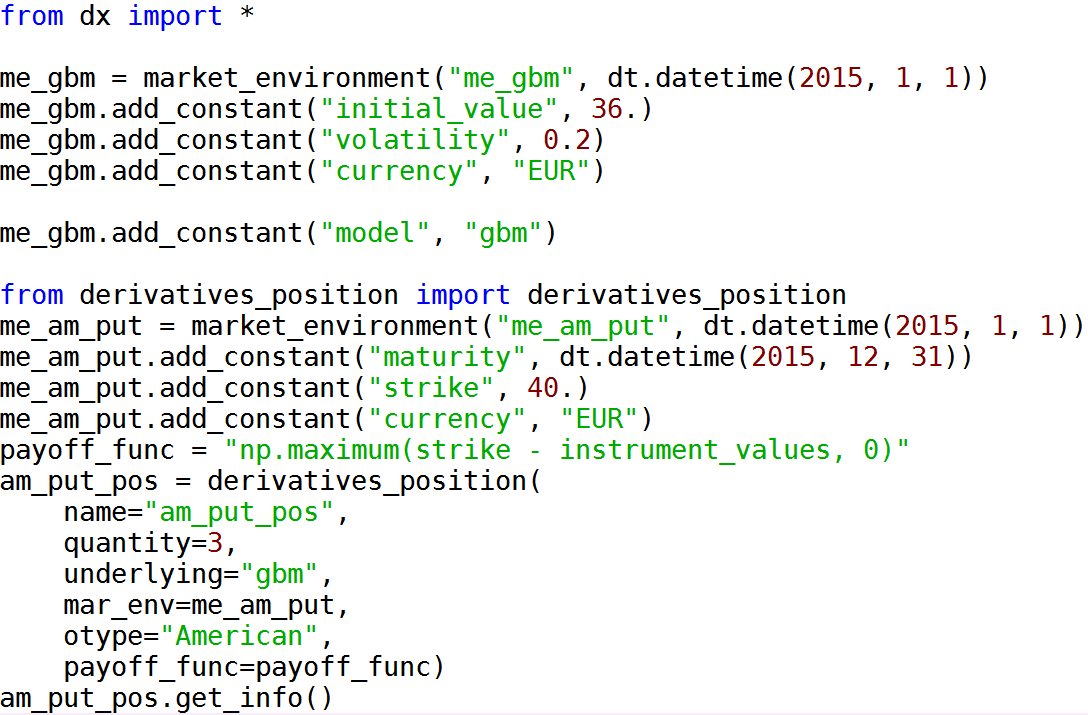 from dx import *
me_gbm = market_environment("me_gbm", dt.datetime(2015, 1, 1))
me_gbm.add_constant("initial_value", 36.)
me_gbm.add_constant("volatility", 0.2)
me_gbm.add_constant("currency", "EUR")
me_gbm.add_constant("model", "gbm")
from derivatives_position import derivatives_position
me_am_put = market_environment("me_am_put", dt.datetime(2015, 1, 1))
me_am_put.add_constant("maturity", dt.datetime(2015, 12, 31))
me_am_put.add_constant("strike", 40.)
me_am_put.add_constant("currency", "EUR")
payoff_func = "np.maximum(strike - instrument_values, 0)"
am_put_pos = derivatives_position(
    name="am_put_pos",
    quantity=3,
    underlying="gbm",
    mar_env=me_am_put,
    otype="American",
    payoff_func=payoff_func)
am_put_pos.get_info()